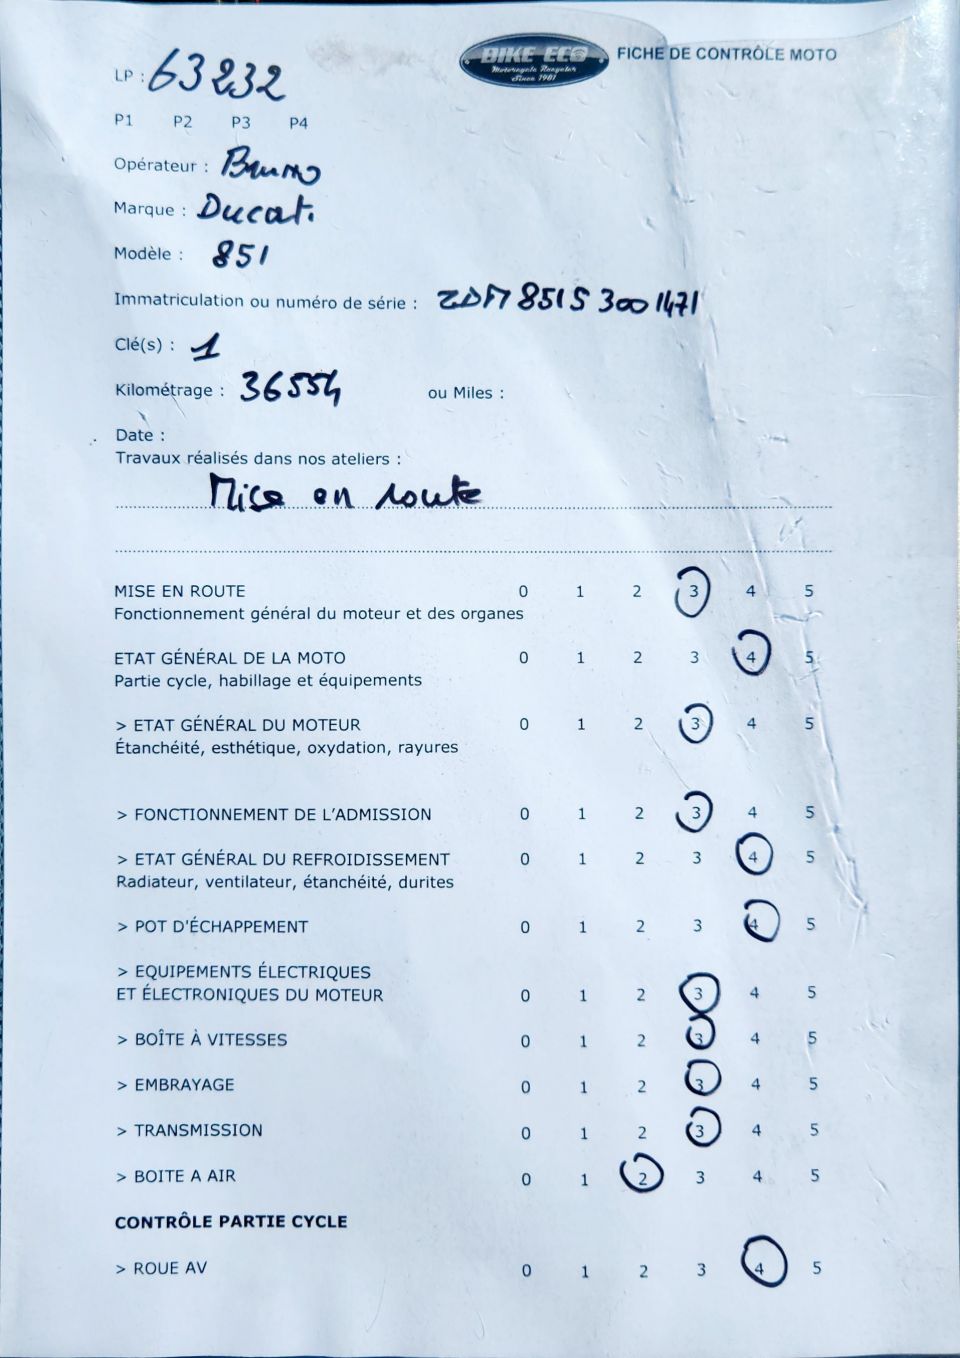 BIKE ECO
Motorcycle Recycler
Since 1981
FICHE DE CONTRÔLE MOTO
LP : 63232
P1 P2 P3 P4
Opérateur : Bruno
Marque : Ducati
Modèle : 851
Immatriculation ou numéro de série : ZDM851S3001471
Clé(s) : 1
Kilométrage : 36554 ou Miles :
Date :
Travaux réalisés dans nos ateliers :
Mise en route
MISE EN ROUTE 0 1 2 3 4 5
Fonctionnement général du moteur et des organes
ETAT GÉNÉRAL DE LA MOTO 0 1 2 3 4 5
Partie cycle, habillage et équipements
> ETAT GÉNÉRAL DU MOTEUR 0 1 2 3 4 5
Étanchéité, esthétique, oxydation, rayures
> FONCTIONNEMENT DE L'ADMISSION 0 1 2 3 4 5
> ETAT GÉNÉRAL DU REFROIDISSEMENT 0 1 2 3 4 5
Radiateur, ventilateur, étanchéité, durites
> POT D'ÉCHAPPEMENT 0 1 2 3 4 5
> EQUIPEMENTS ÉLECTRIQUES
ET ÉLECTRONIQUES DU MOTEUR 0 1 2 3 4 5
> BOÎTE À VITESSES 0 1 2 3 4 5
> EMBRAYAGE 0 1 2 3 4 5
> TRANSMISSION 0 1 2 3 4 5
> BOITE A AIR 0 1 2 3 4 5
CONTRÔLE PARTIE CYCLE
> ROUE AV 0 1 2 3 4 5